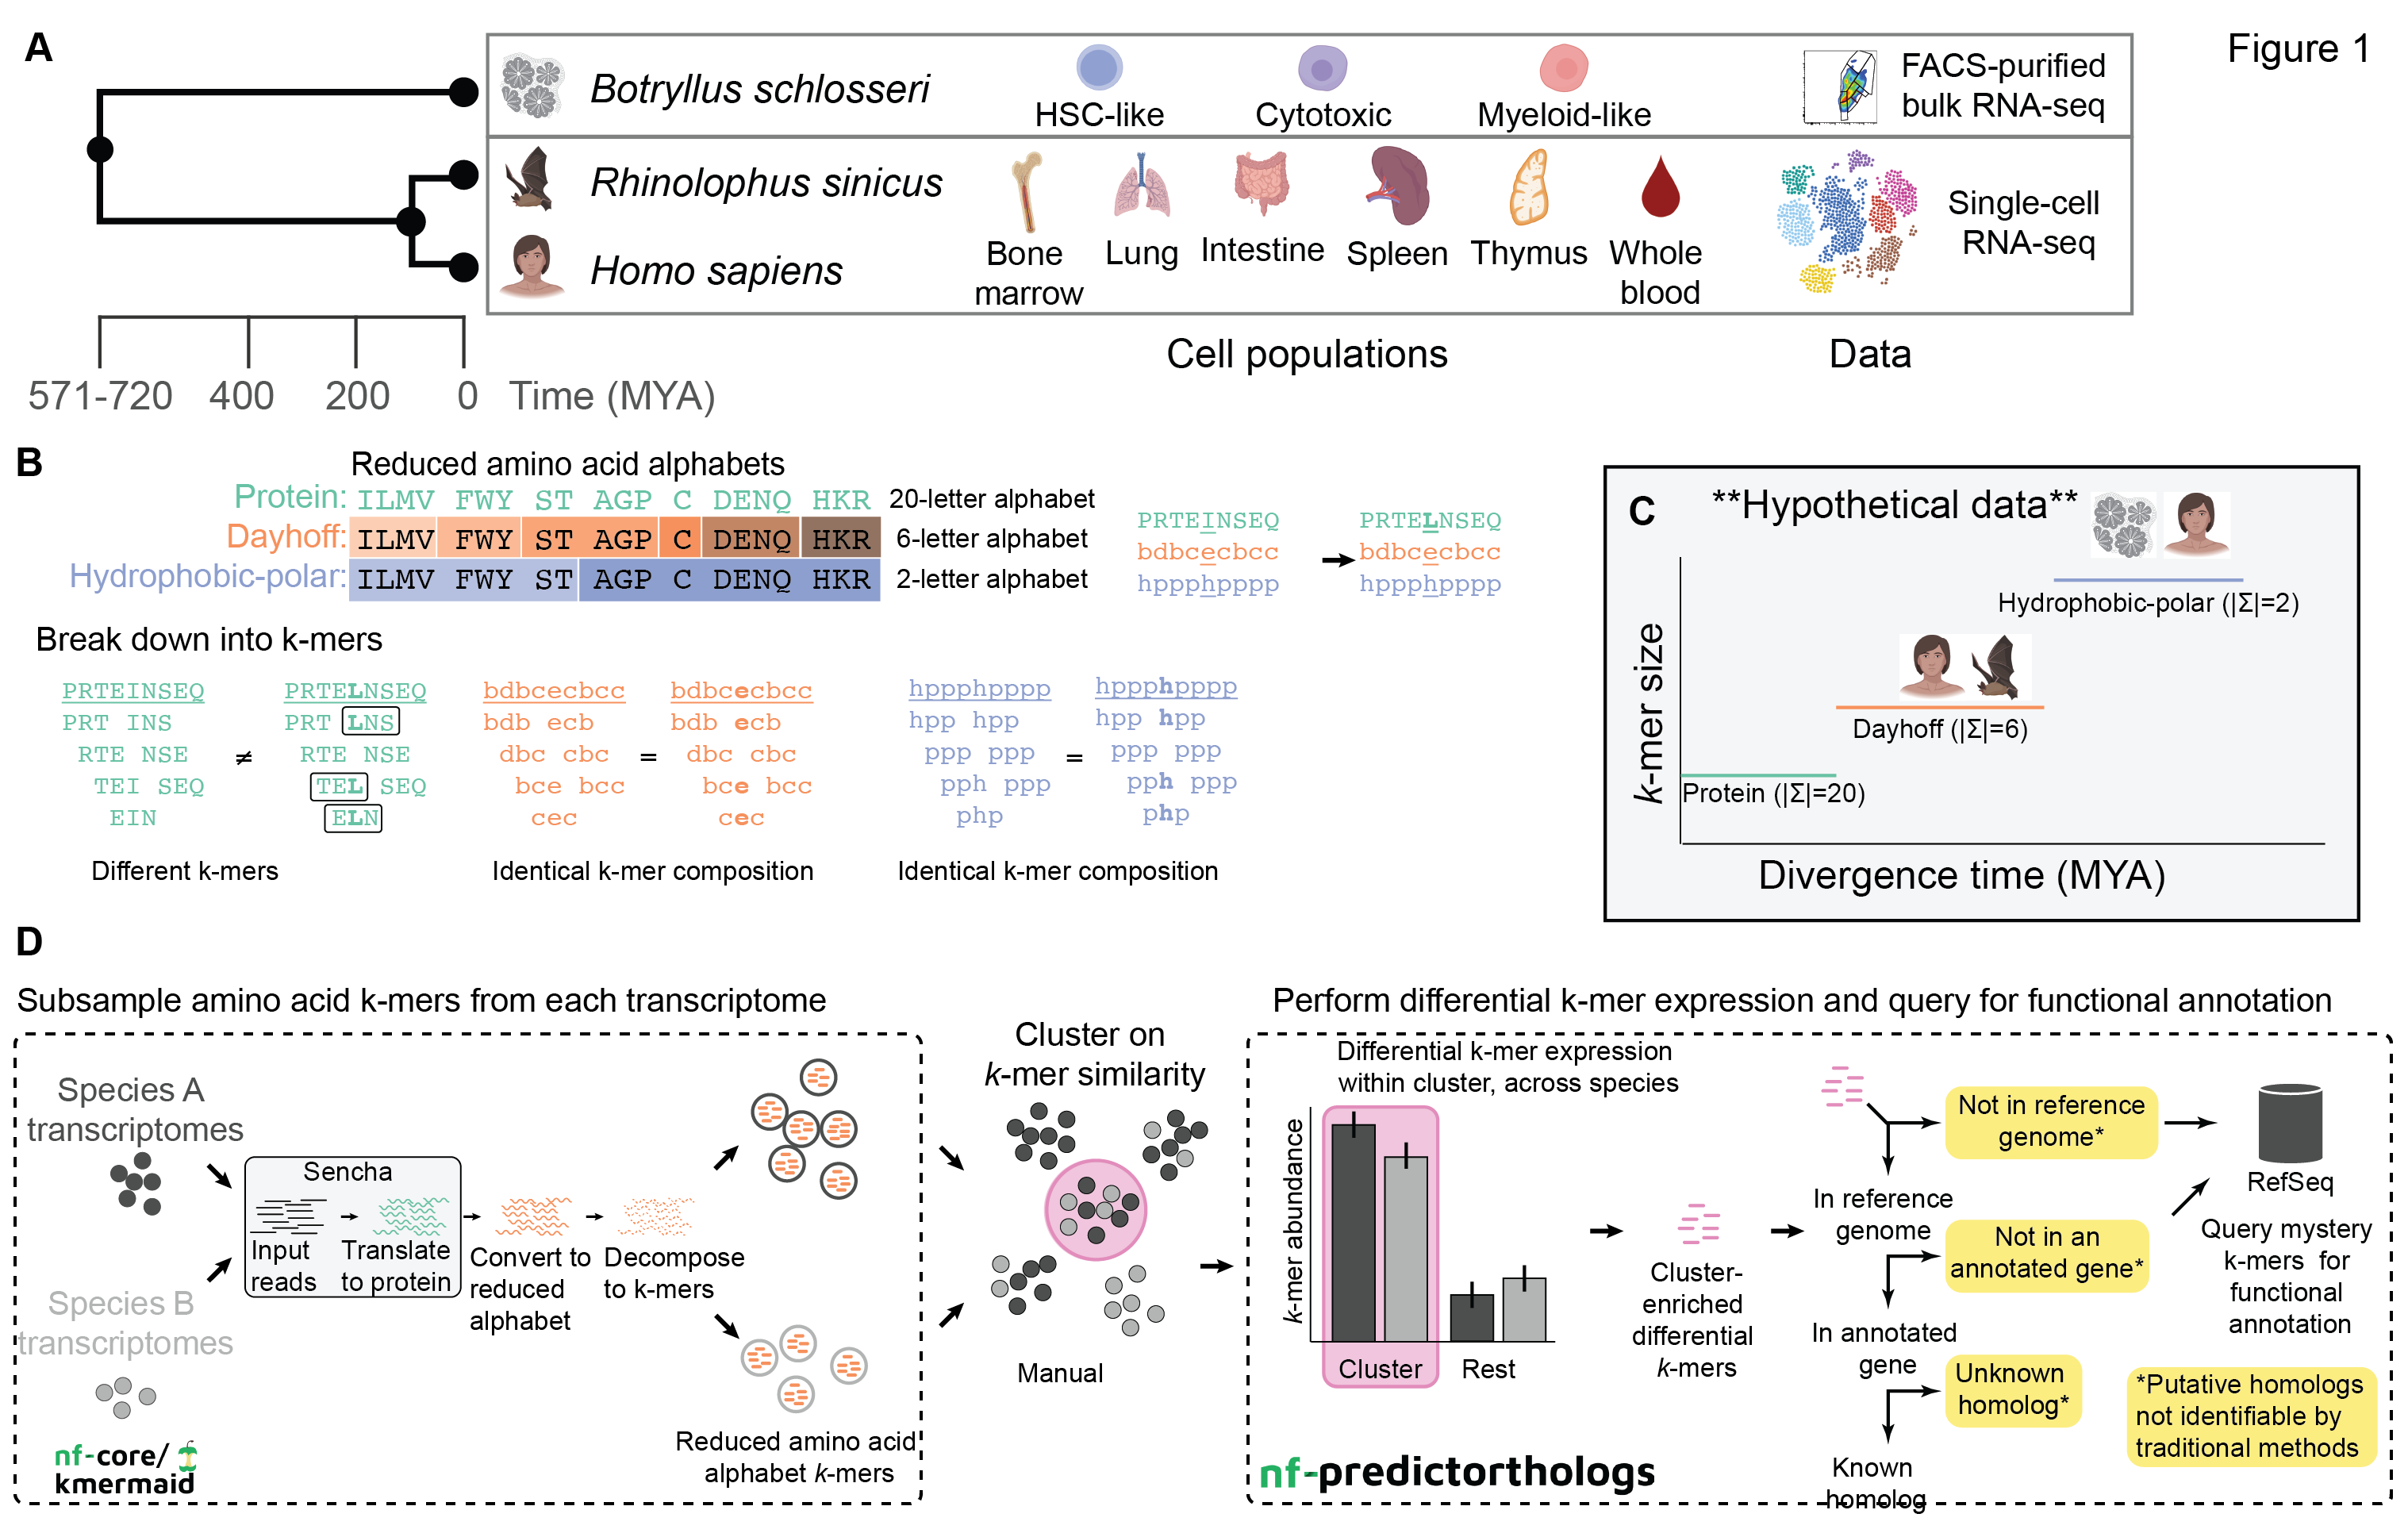 A
Figure 1
Botryllus schlosseri
HSC-like
Cytotoxic
Myeloid-like
FACS-purified
bulk RNA-seq
Rhinolophus sinicus
Homo sapiens
Bone
marrow
Lung
Intestine
Spleen
Thymus
Whole
blood
Single-cell
RNA-seq
571-720 400 200 0 Time (MYA)
Cell populations
Data
B
Reduced amino acid alphabets
Protein: ILMV FWY ST AGP C DENQ HKR 20-letter alphabet
Dayhoff: ILMV FWY ST AGP C DENQ HKR 6-letter alphabet
Hydrophobic-polar: ILMV FWY ST AGP C DENQ HKR 2-letter alphabet
PRTEINSEQ PRTELNSEQ
bdbcecbcc bdbcecbcc
hppphpppp hppphpppp
Break down into k-mers
PRTEINSEQ
PRT INS
RTE NSE
TEI SEQ
EIN
≠
PRTELNSEQ
PRT LNS
RTE NSE
TEL SEQ
ELN
Different k-mers
bdbcecbcc
bdb ecb
dbc cbc
bce bcc
cec
=
bdbcecbcc
bdb ecb
dbc cbc
bce bcc
cec
Identical k-mer composition
hppphpppp
hpp hpp
ppp ppp
pph ppp
php
=
hppphpppp
hpp hpp
ppp ppp
pph ppp
php
Identical k-mer composition
C
**Hypothetical data**
k-mer size
Hydrophobic-polar (|Σ|=2)
Dayhoff (|Σ|=6)
Protein (|Σ|=20)
Divergence time (MYA)
D
Subsample amino acid k-mers from each transcriptome
Species A
transcriptomes
Species B
transcriptomes
Sencha
Input
reads
Translate
to protein
Convert to
reduced
alphabet
Decompose
to k-mers
Reduced amino acid
alphabet k-mers
nf-core/
kmermaid
Cluster on
k-mer similarity
Manual
Perform differential k-mer expression and query for functional annotation
Differential k-mer expression
within cluster, across species
k-mer abundance
Cluster
Rest
Cluster-
enriched
differential
k-mers
Not in reference
genome*
In reference
genome
Not in an
annotated gene*
In annotated
gene
Unknown
homolog*
Known
homolog
RefSeq
Query mystery
k-mers for
functional
annotation
*Putative homologs
not identifiable by
traditional methods
nf-predictorthologs